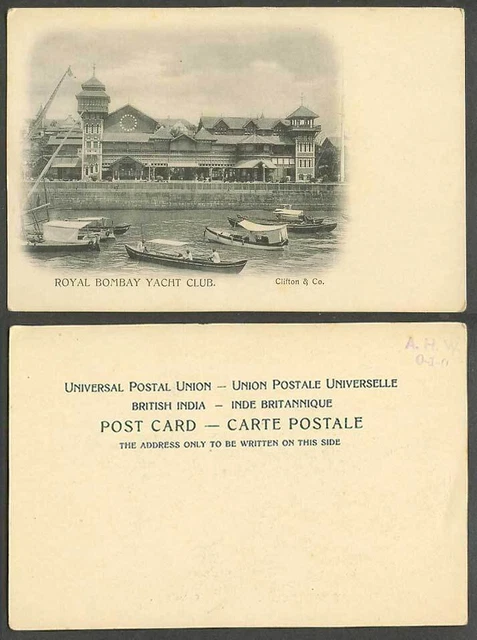 ROYAL BOMBAY YACHT CLUB.
Clifton & Co.
UNIVERSAL POSTAL UNION — UNION POSTALE UNIVERSELLE
BRITISH INDIA — INDE BRITANNIQUE
POST CARD — CARTE POSTALE
THE ADDRESS ONLY TO BE WRITTEN ON THIS SIDE